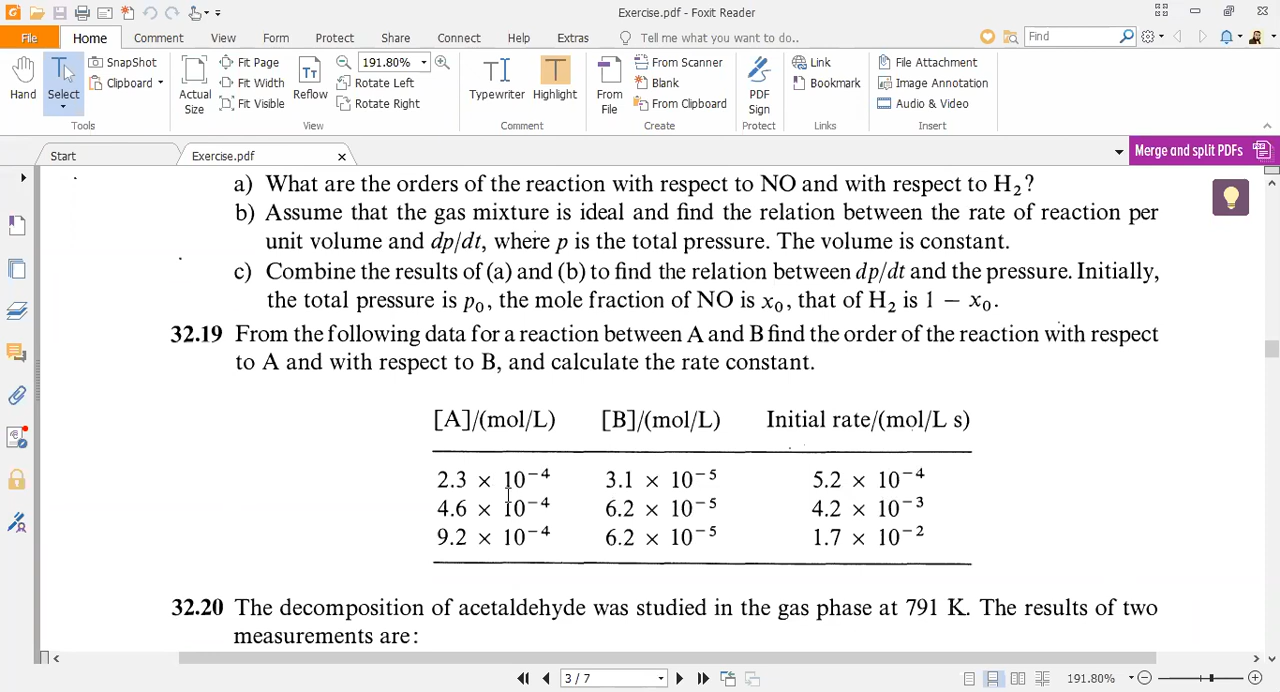 Exercise.pdf - Foxit Reader
File Home Comment View Form Protect Share Connect Help Extras Tell me what you want to do... Find
Hand Select SnapShot Clipboard Actual Size Fit Page Fit Width Fit Visible Reflow 191.80% Rotate Left Rotate Right Typewriter Highlight From File From Scanner Blank From Clipboard PDF Sign Link Bookmark File Attachment Image Annotation Audio & Video
Tools View Comment Create Protect Links Insert
Start Exercise.pdf Merge and split PDFs
a) What are the orders of the reaction with respect to NO and with respect to H₂?
b) Assume that the gas mixture is ideal and find the relation between the rate of reaction per
unit volume and dp/dt, where p is the total pressure. The volume is constant.
c) Combine the results of (a) and (b) to find the relation between dp/dt and the pressure. Initially,
the total pressure is p₀, the mole fraction of NO is x₀, that of H₂ is 1 − x₀.
32.19 From the following data for a reaction between A and B find the order of the reaction with respect
to A and with respect to B, and calculate the rate constant.
[A]/(mol/L) [B]/(mol/L) Initial rate/(mol/L s)
2.3 × 10⁻⁴ 3.1 × 10⁻⁵ 5.2 × 10⁻⁴
4.6 × 10⁻⁴ 6.2 × 10⁻⁵ 4.2 × 10⁻³
9.2 × 10⁻⁴ 6.2 × 10⁻⁵ 1.7 × 10⁻²
32.20 The decomposition of acetaldehyde was studied in the gas phase at 791 K. The results of two
measurements are:
3 / 7 191.80%